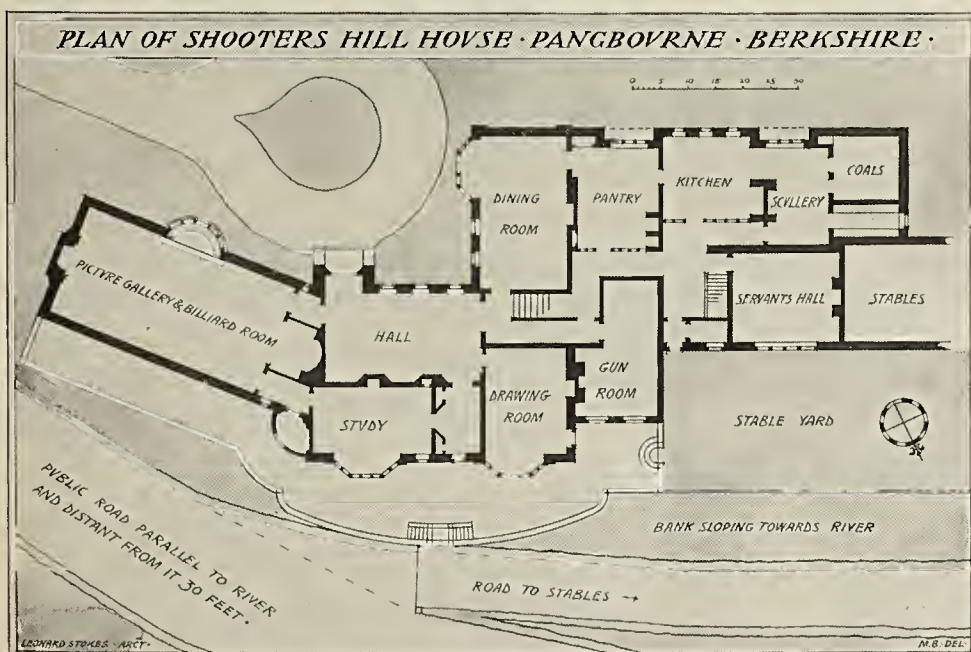 PLAN OF SHOOTERS HILL HOVSE · PANGBOVRNE · BERKSHIRE ·
0 5 10 15 20 25 30
DINING
ROOM
PANTRY
KITCHEN
SCVLLERY
COALS
PICTVRE GALLERY & BILLIARD ROOM
HALL
SERVANTS HALL
STABLES
STVDY
DRAWING
ROOM
GUN
ROOM
STABLE YARD
PVBLIC ROAD PARALLEL TO RIVER
AND DISTANT FROM IT 30 FEET ·
BANK SLOPING TOWARDS RIVER
ROAD TO STABLES →
LEONARD STOKES · ARCT ·
M.B. DEL.